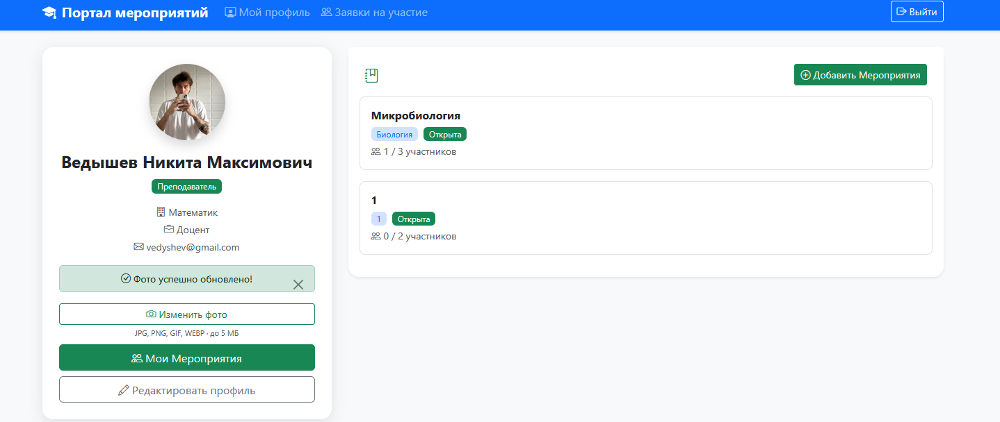 Портал мероприятий Мой профиль Заявки на участие Выйти
Ведышев Никита Максимович
Преподаватель
Математик
Доцент
vedyshev@gmail.com
Фото успешно обновлено!
Изменить фото
JPG, PNG, GIF, WEBP · до 5 МБ
Мои Мероприятия
Редактировать профиль
Добавить Мероприятия
Микробиология
Биология Открыта
1 / 3 участников
1
1 Открыта
0 / 2 участников